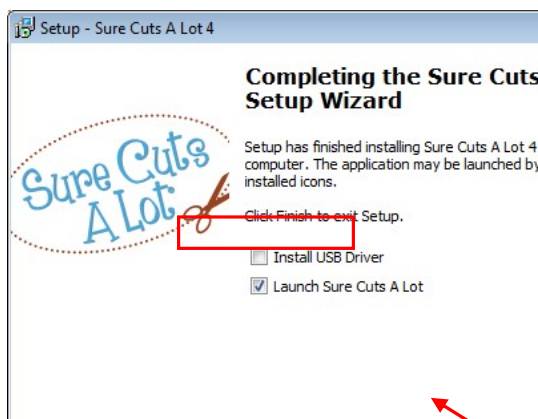 Setup - Sure Cuts A Lot 4
Completing the Sure Cuts
Setup Wizard
Setup has finished installing Sure Cuts A Lot 4
computer. The application may be launched by
installed icons.
Click Finish to exit Setup.
Install USB Driver
Launch Sure Cuts A Lot
Sure Cuts
A Lot